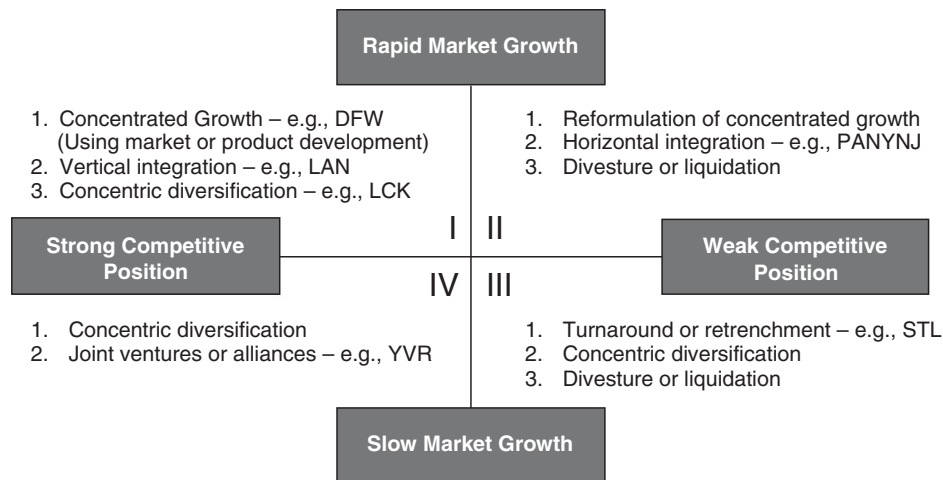 Rapid Market Growth
1. Concentrated Growth – e.g., DFW
(Using market or product development)
2. Vertical integration – e.g., LAN
3. Concentric diversification – e.g., LCK
1. Reformulation of concentrated growth
2. Horizontal integration – e.g., PANYNJ
3. Divesture or liquidation
I II
Strong Competitive
Position
Weak Competitive
Position
IV III
1. Concentric diversification
2. Joint ventures or alliances – e.g., YVR
1. Turnaround or retrenchment – e.g., STL
2. Concentric diversification
3. Divesture or liquidation
Slow Market Growth